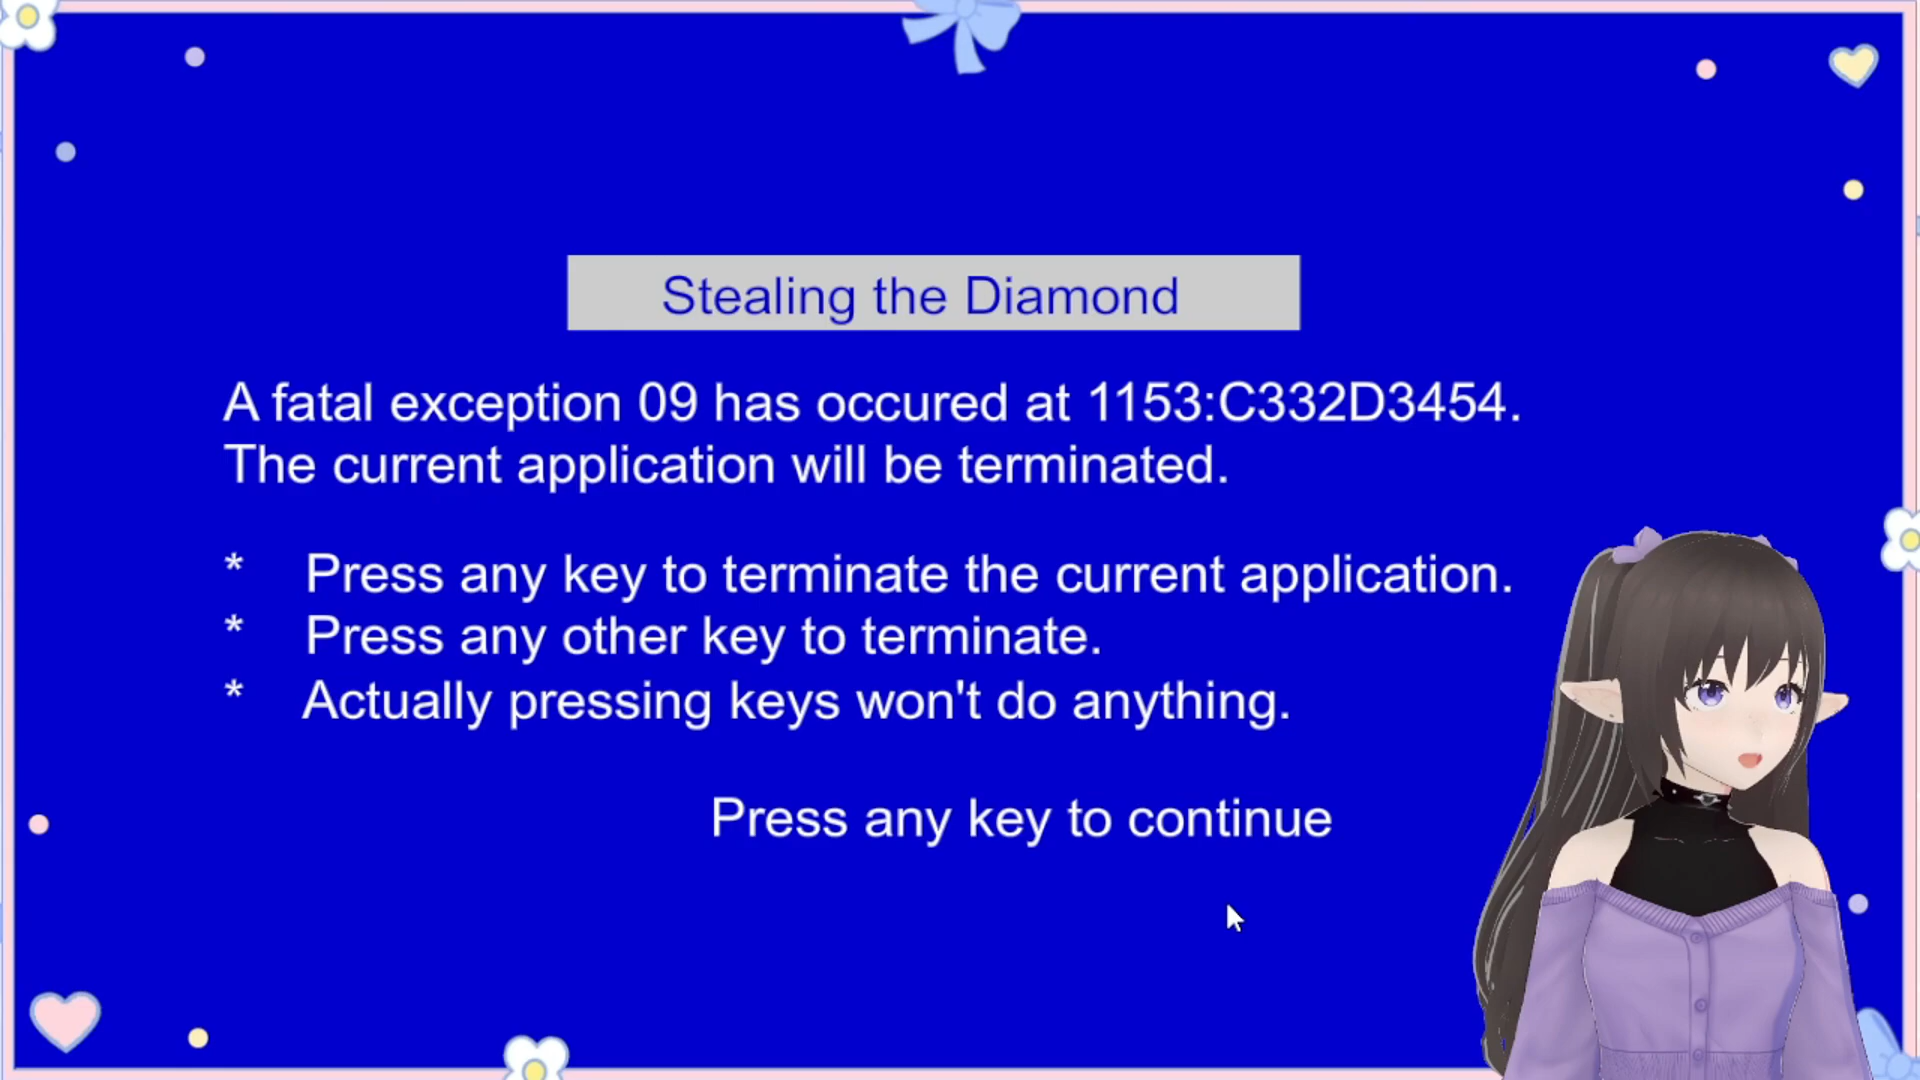 Stealing the Diamond
A fatal exception 09 has occured at 1153:C332D3454.
The current application will be terminated.
* Press any key to terminate the current application.
* Press any other key to terminate.
* Actually pressing keys won't do anything.
Press any key to continue